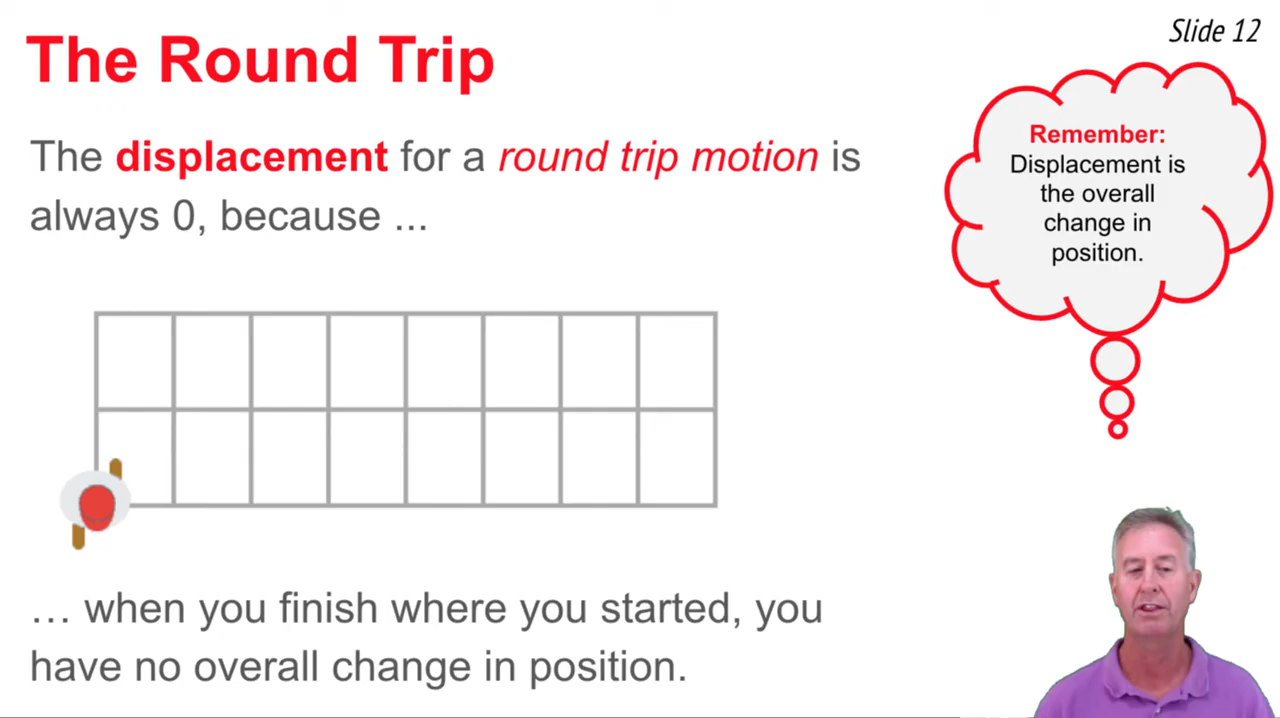 Slide 12
The Round Trip
The displacement for a round trip motion is
always 0, because ...
Remember:
Displacement is
the overall
change in
position.
… when you finish where you started, you
have no overall change in position.